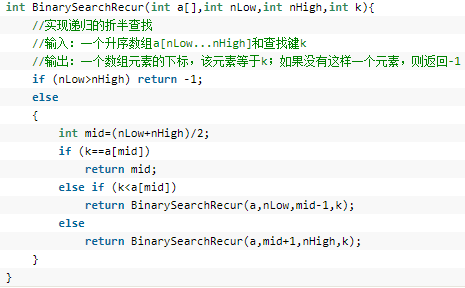 int BinarySearchRecur(int a[],int nLow,int nHigh,int k){
    //实现递归的折半查找
    //输入：一个升序数组a[nLow...nHigh]和查找键k
    //输出：一个数组元素的下标，该元素等于k；如果没有这样一个元素，则返回-1
    if (nLow>nHigh) return -1;
    else
    {
        int mid=(nLow+nHigh)/2;
        if (k==a[mid])
            return mid;
        else if (k<a[mid])
            return BinarySearchRecur(a,nLow,mid-1,k);
        else
            return BinarySearchRecur(a,mid+1,nHigh,k);
    }
}